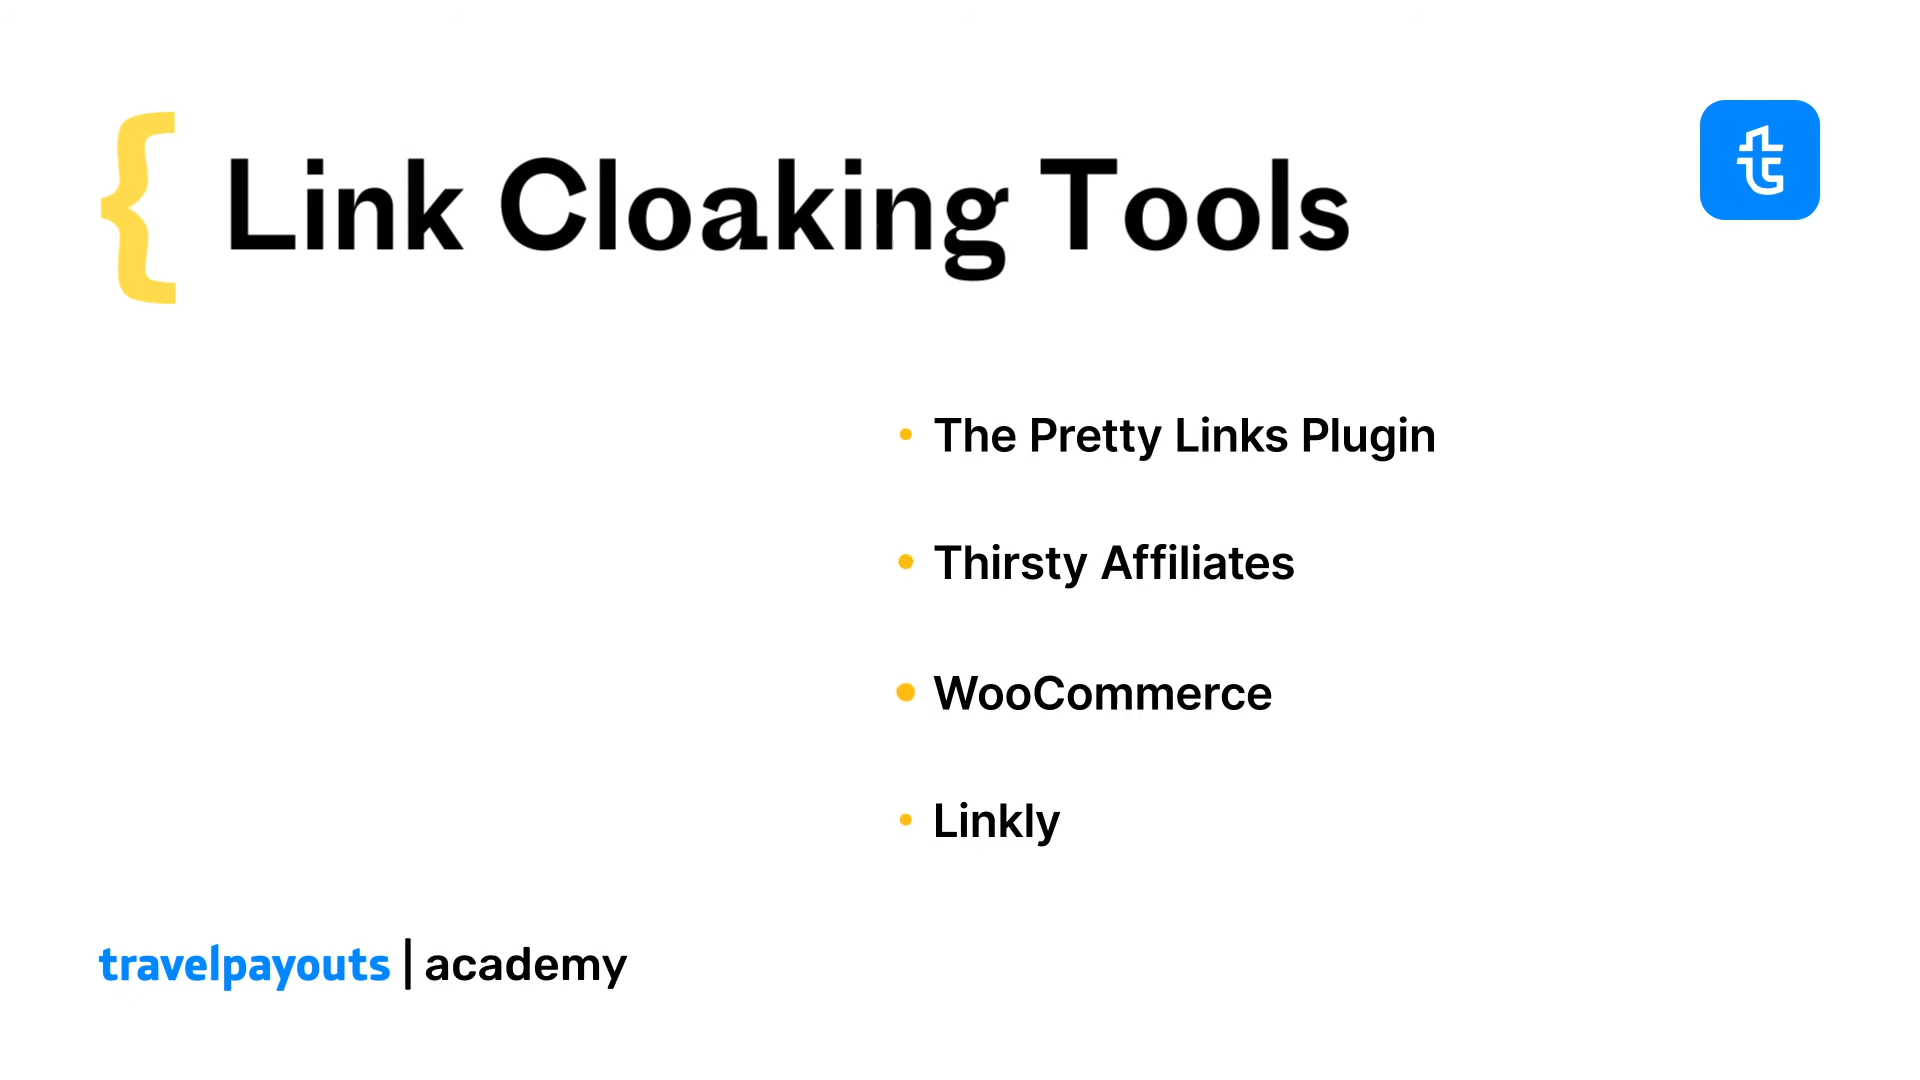 Link Cloaking Tools
The Pretty Links Plugin
Thirsty Affiliates
WooCommerce
Linkly
travelpayouts | academy